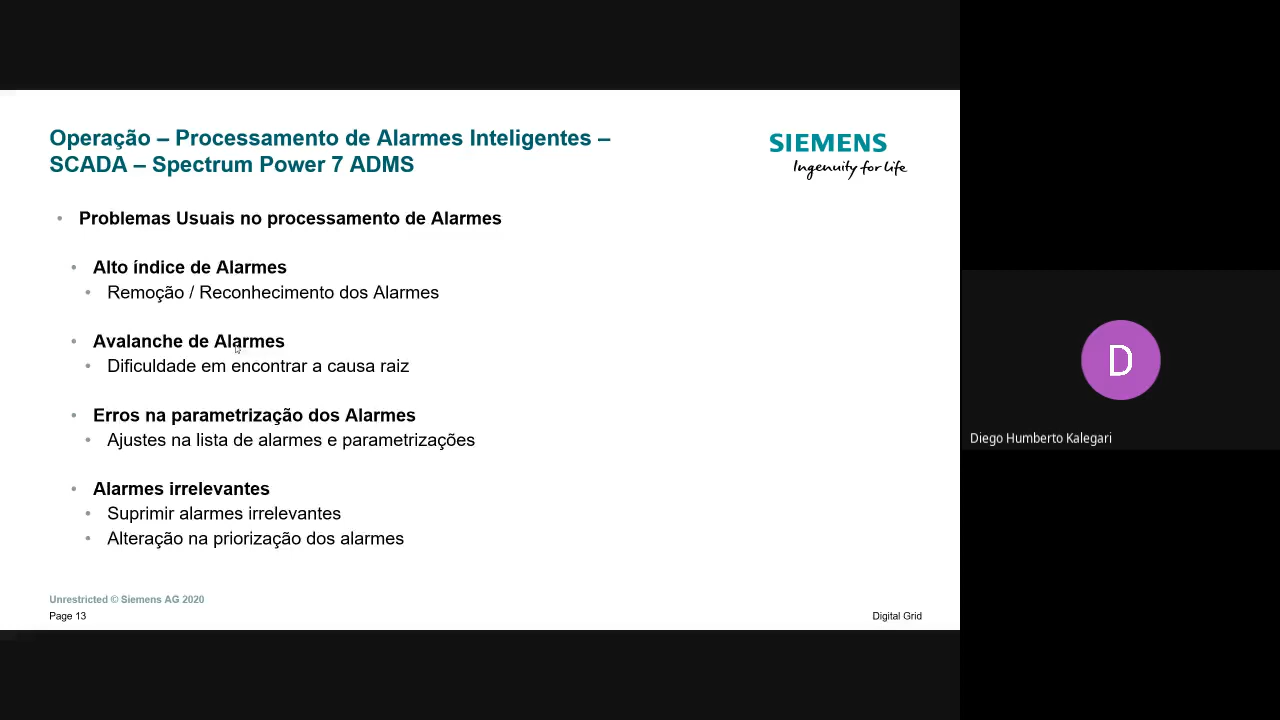 Operação – Processamento de Alarmes Inteligentes –
SCADA – Spectrum Power 7 ADMS
SIEMENS
Ingenuity for life
• Problemas Usuais no processamento de Alarmes
• Alto índice de Alarmes
• Remoção / Reconhecimento dos Alarmes
• Avalanche de Alarmes
• Dificuldade em encontrar a causa raiz
• Erros na parametrização dos Alarmes
• Ajustes na lista de alarmes e parametrizações
• Alarmes irrelevantes
• Suprimir alarmes irrelevantes
• Alteração na priorização dos alarmes
Unrestricted © Siemens AG 2020
Page 13
Digital Grid
D
Diego Humberto Kalegari